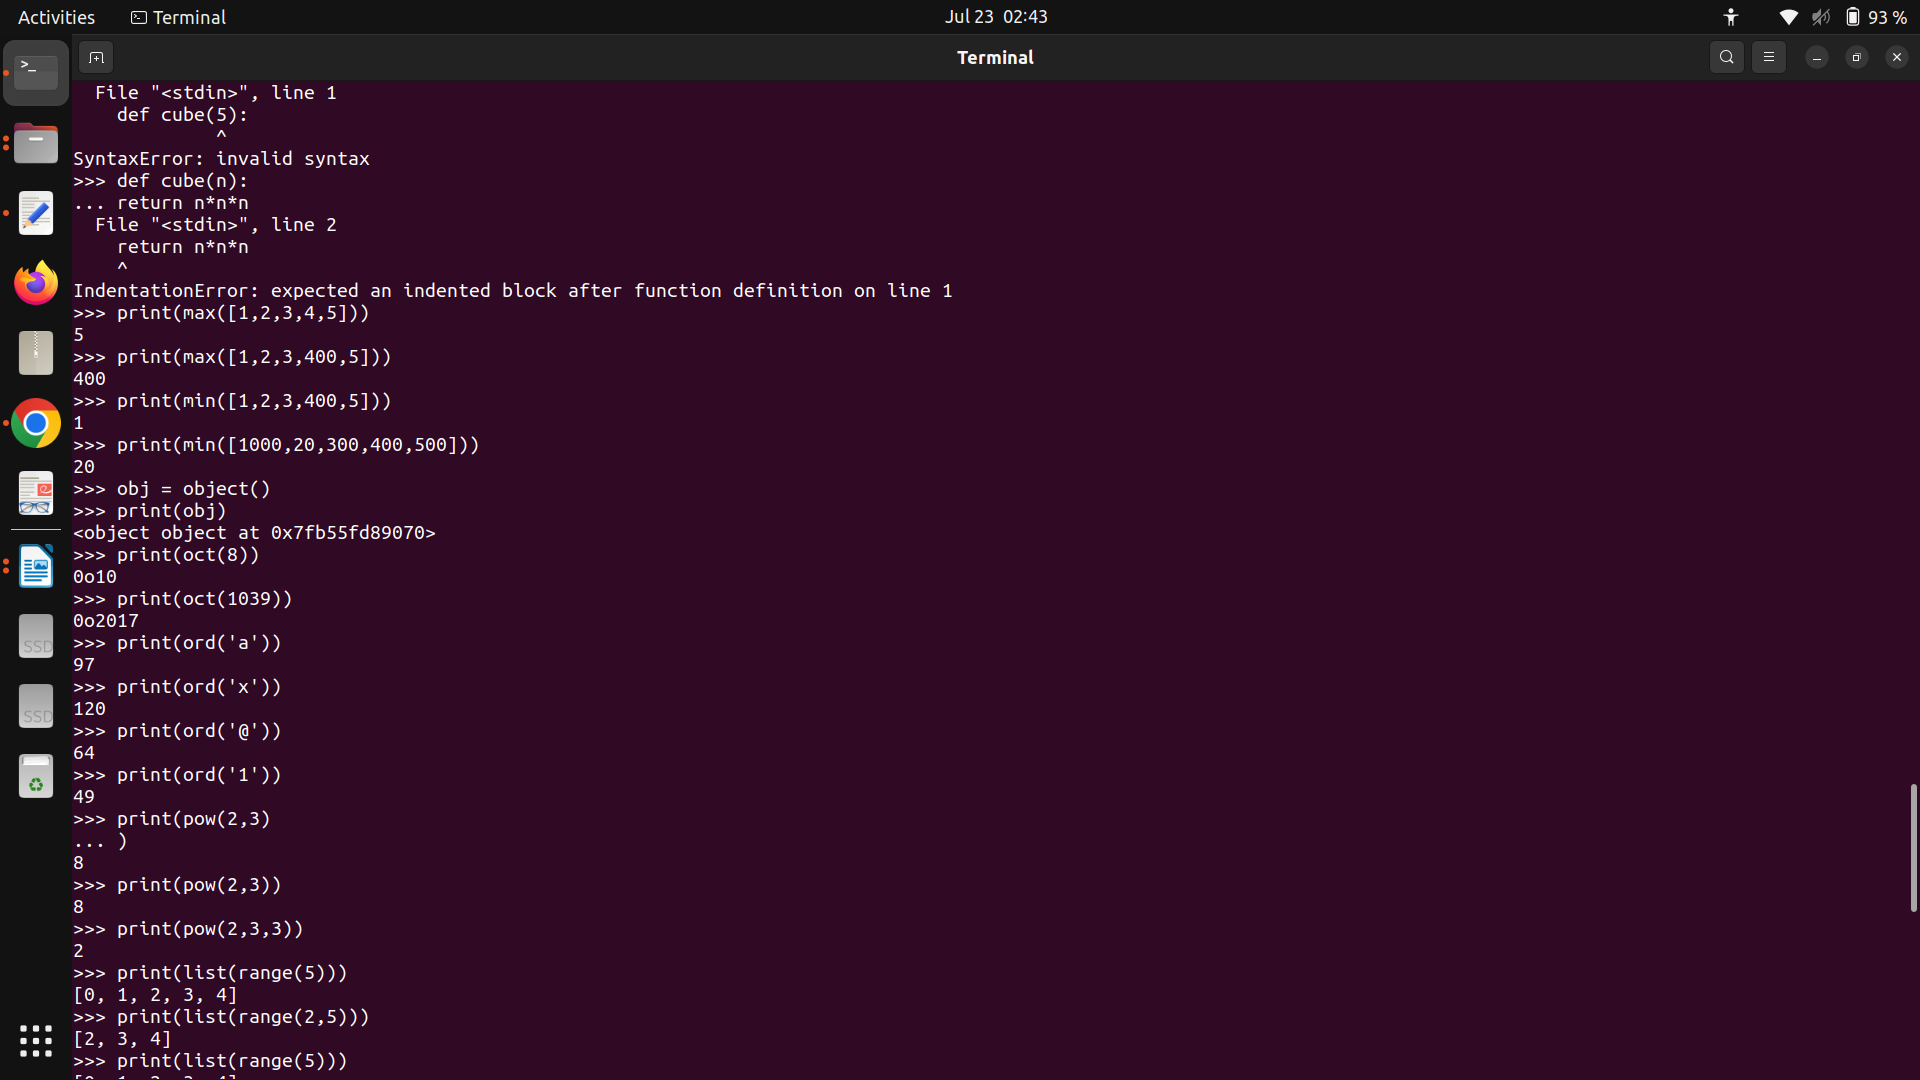 Activities
Terminal
Jul 23 02:43
93 %
Terminal
File "<stdin>", line 1
    def cube(5):
             ^
SyntaxError: invalid syntax
>>> def cube(n):
... return n*n*n
  File "<stdin>", line 2
    return n*n*n
    ^
IndentationError: expected an indented block after function definition on line 1
>>> print(max([1,2,3,4,5]))
5
>>> print(max([1,2,3,400,5]))
400
>>> print(min([1,2,3,400,5]))
1
>>> print(min([1000,20,300,400,500]))
20
>>> obj = object()
>>> print(obj)
<object object at 0x7fb55fd89070>
>>> print(oct(8))
0o10
>>> print(oct(1039))
0o2017
>>> print(ord('a'))
97
>>> print(ord('x'))
120
>>> print(ord('@'))
64
>>> print(ord('1'))
49
>>> print(pow(2,3)
... )
8
>>> print(pow(2,3))
8
>>> print(pow(2,3,3))
2
>>> print(list(range(5)))
[0, 1, 2, 3, 4]
>>> print(list(range(2,5)))
[2, 3, 4]
>>> print(list(range(5)))
SSD
SSD